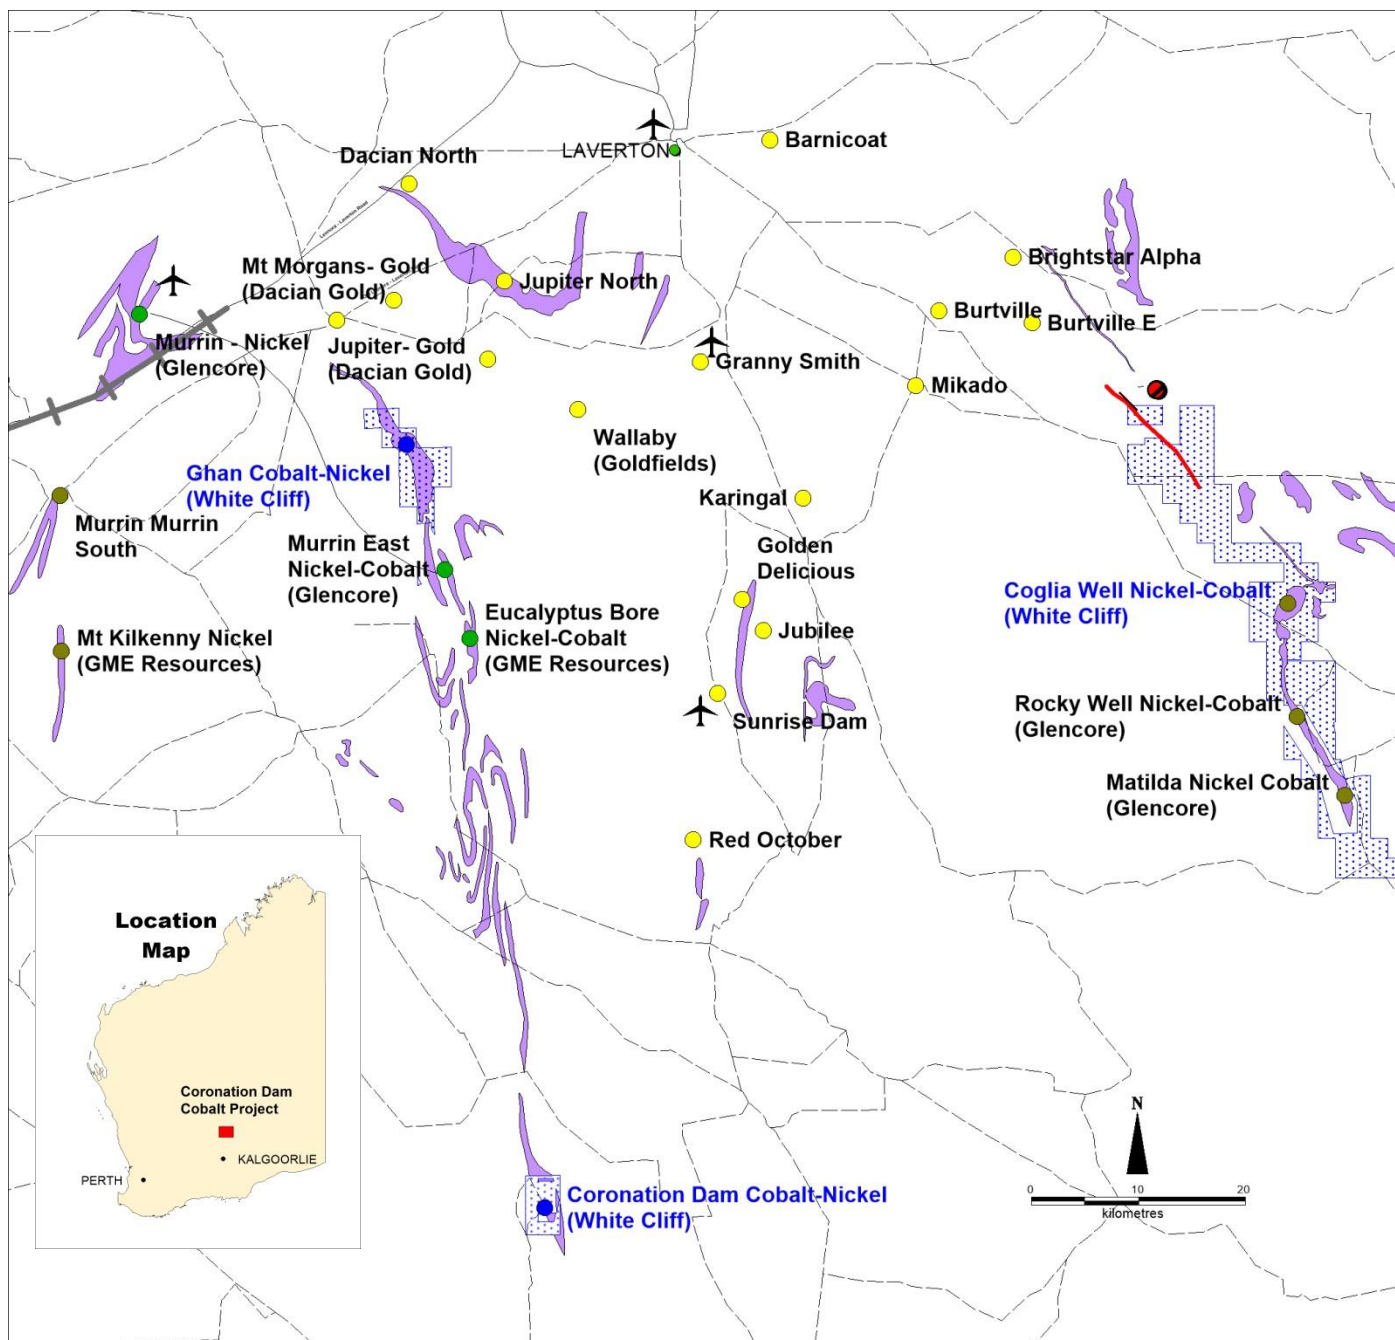 Barnicoat
LAVERTON
Dacian North
Leonora - Laverton Road
Mt Morgans- Gold
(Dacian Gold)
Jupiter North
Brightstar Alpha
Burtville
Burtville E
Murrin - Nickel
(Glencore)
Jupiter- Gold
(Dacian Gold)
Granny Smith
Mikado
Wallaby
(Goldfields)
Ghan Cobalt-Nickel
(White Cliff)
Karingal
Murrin Murrin
South
Murrin East
Nickel-Cobalt
(Glencore)
Golden
Delicious
Coglia Well Nickel-Cobalt
(White Cliff)
Eucalyptus Bore
Nickel-Cobalt
(GME Resources)
Jubilee
Mt Kilkenny Nickel
(GME Resources)
Sunrise Dam
Rocky Well Nickel-Cobalt
(Glencore)
Matilda Nickel Cobalt
(Glencore)
Red October
Location
Map
Coronation Dam
Cobalt Project
KALGOORLIE
PERTH
Coronation Dam Cobalt-Nickel
(White Cliff)
N
0 10 20
kilometres